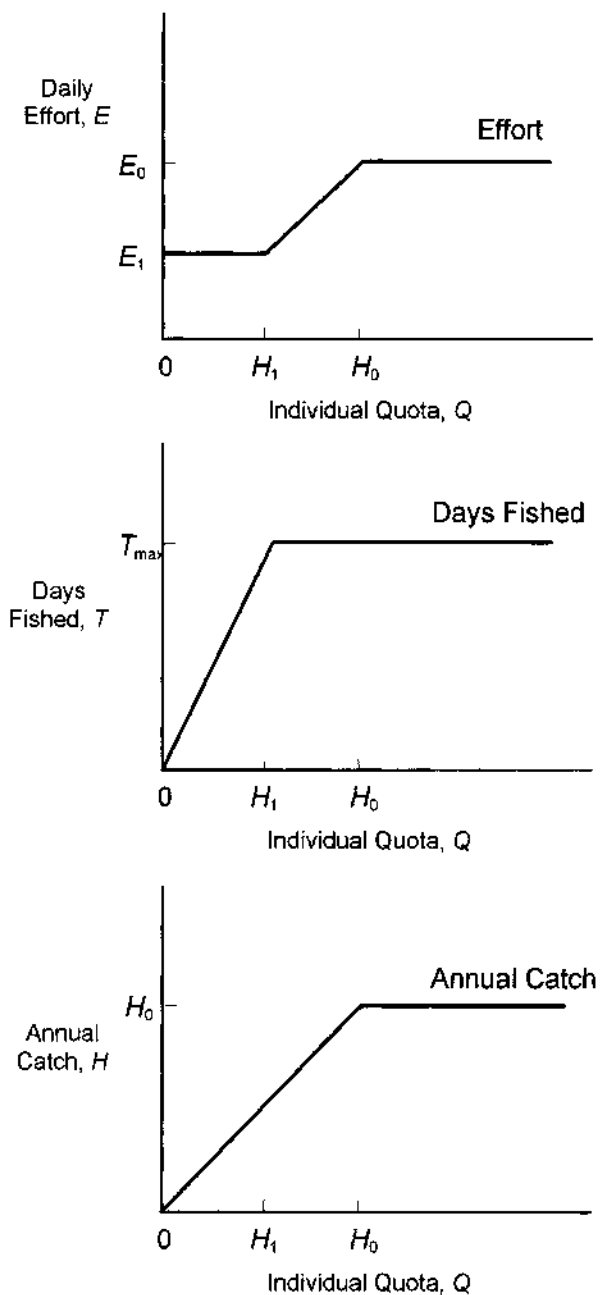 Daily
Effort, E
Effort
E₀
E₁
0 H₁ H₀
Individual Quota, Q
Days Fished
Tmax
Days
Fished, T
0 H₁ H₀
Individual Quota, Q
Annual Catch
H₀
Annual
Catch, H
0 H₁ H₀
Individual Quota, Q